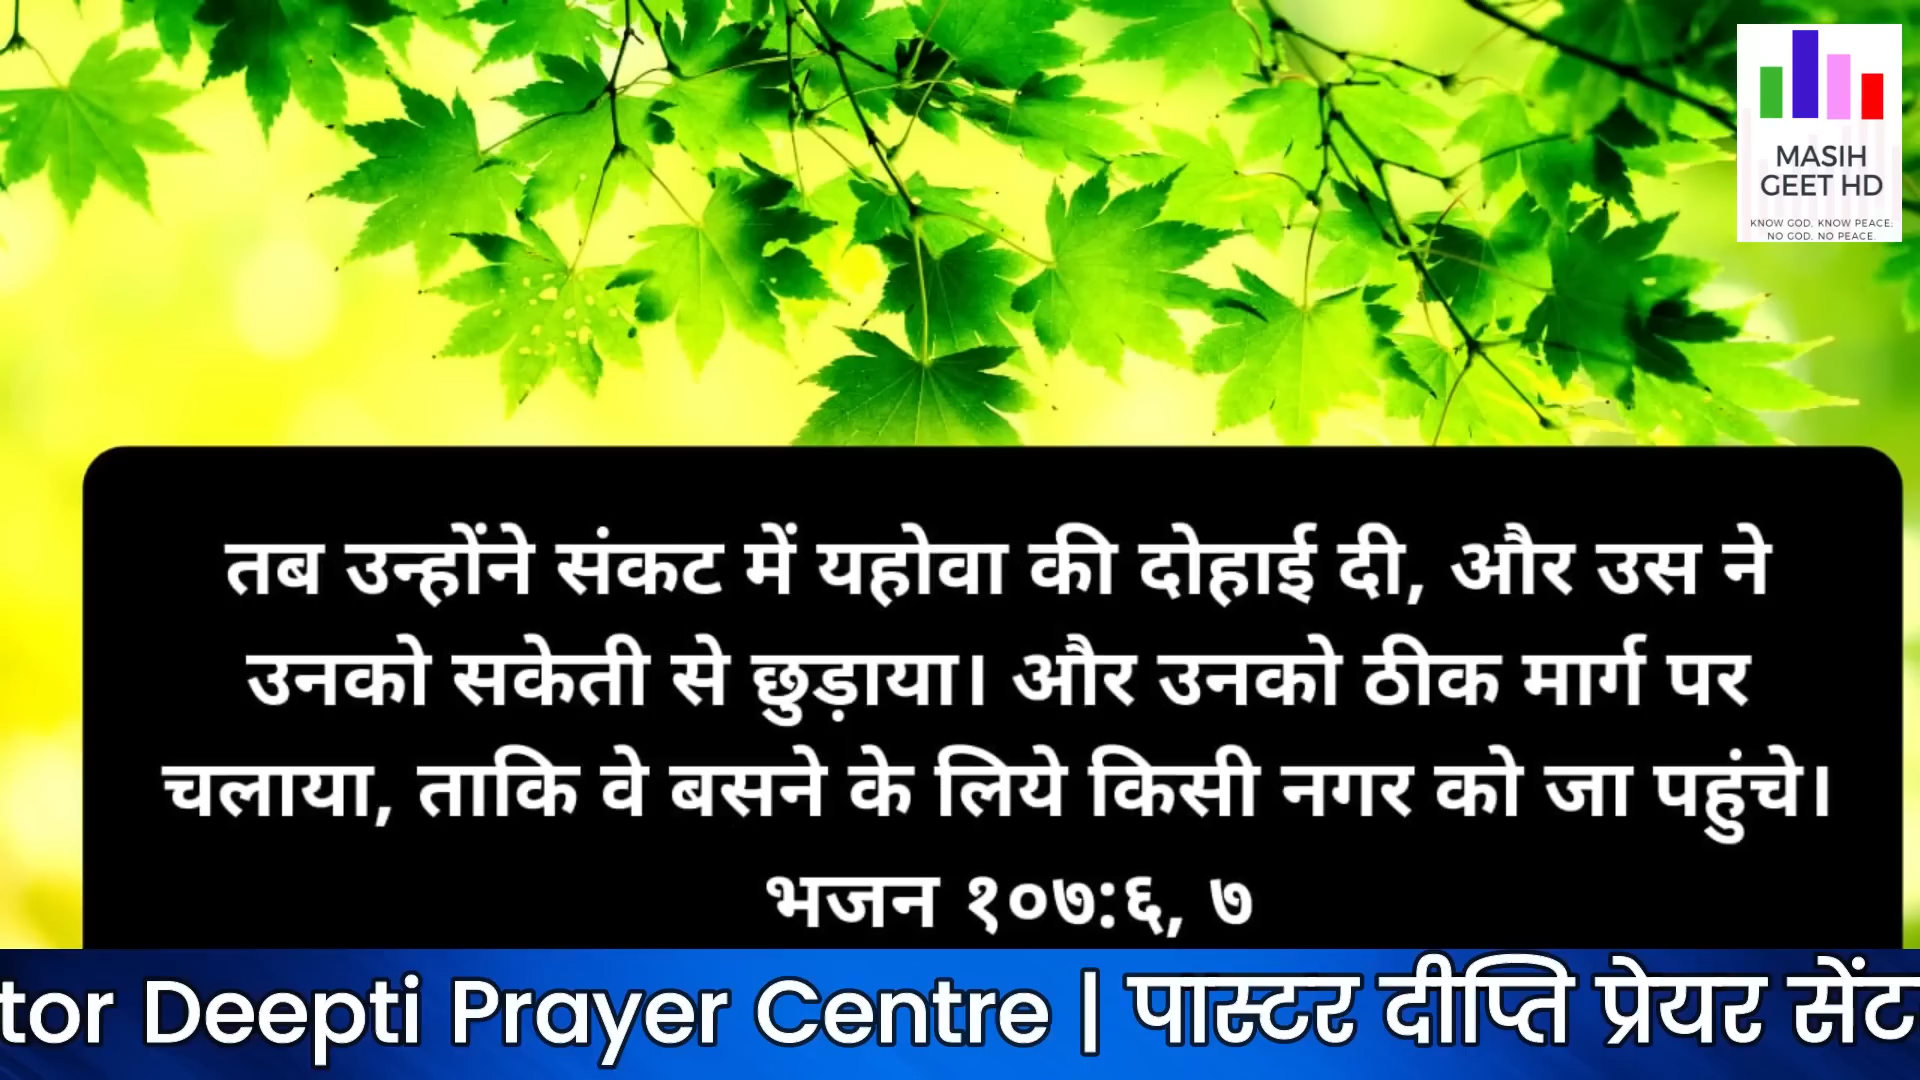 MASIH
GEET HD
KNOW GOD. KNOW PEACE.
NO GOD. NO PEACE.
तब उन्होंने संकट में यहोवा की दोहाई दी, और उस ने
उनको सकेती से छुड़ाया। और उनको ठीक मार्ग पर
चलाया, ताकि वे बसने के लिये किसी नगर को जा पहुंचे।
भजन १०७:६, ७
tor Deepti Prayer Centre | पास्टर दीप्ति प्रेयर सेंट